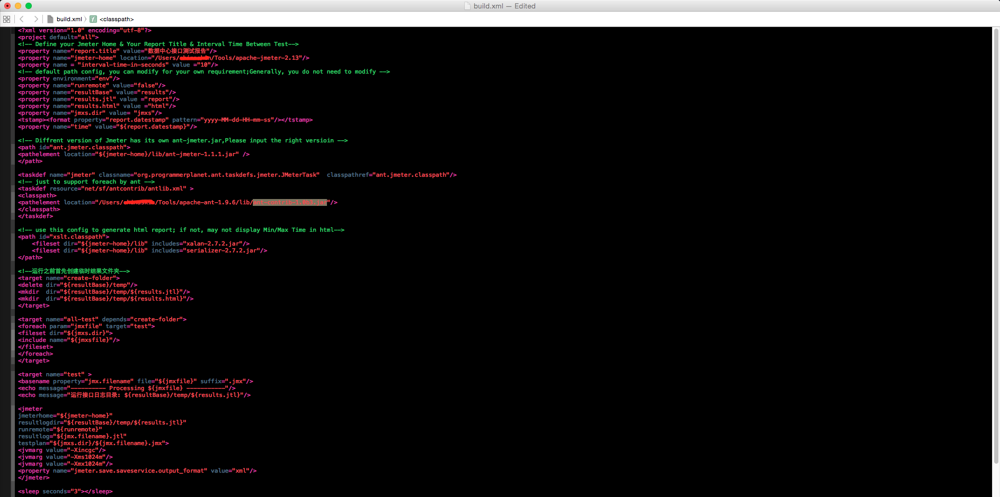 build.xml — Edited
build.xml 〉 f <classpath>
<?xml version="1.0" encoding="utf-8"?>
<project default="all">
<!-- Define your Jmeter Home & Your Report Title & Interval Time Between Test-->
<property name="report.title" value="数据中心接口测试报告"/>
<property name="jmeter-home" location="/Users/ /Tools/apache-jmeter-2.13"/>
<property name = "interval-time-in-seconds" value ="10"/>
<!-- default path config, you can modify for your own requirement;Generally, you do not need to modify -->
<property environment="env"/>
<property name="runremote" value="false"/>
<property name="resultBase" value="results"/>
<property name="results.jtl" value ="report"/>
<property name="results.html" value ="html"/>
<property name="jmxs.dir" value= "jmxs"/>
<tstamp><format property="report.datestamp" pattern="yyyy-MM-dd-HH-mm-ss"/></tstamp>
<property name="time" value="${report.datestamp}"/>
<!-- Diffrent version of Jmeter has its own ant-jmeter.jar,Please input the right versioin -->
<path id="ant.jmeter.classpath">
<pathelement location="${jmeter-home}/lib/ant-jmeter-1.1.1.jar" />
</path>
<taskdef name="jmeter" classname="org.programmerplanet.ant.taskdefs.jmeter.JMeterTask"  classpathref="ant.jmeter.classpath"/>
<!-- just to support foreach by ant -->
<taskdef resource="net/sf/antcontrib/antlib.xml" >
<classpath>
<pathelement location="/Users/ /Tools/apache-ant-1.9.6/lib/ant-contrib-1.0b3.jar"/>
</classpath>
</taskdef>
<!-- use this config to generate html report; if not, may not display Min/Max Time in html-->
<path id="xslt.classpath">
<fileset dir="${jmeter-home}/lib" includes="xalan-2.7.2.jar"/>
<fileset dir="${jmeter-home}/lib" includes="serializer-2.7.2.jar"/>
</path>
<!--运行之前首先创建临时结果文件夹-->
<target name="create-folder">
<delete dir="${resultBase}/temp"/>
<mkdir  dir="${resultBase}/temp/${results.jtl}"/>
<mkdir  dir="${resultBase}/temp/${results.html}"/>
</target>
<target name="all-test" depends="create-folder">
<foreach param="jmxfile" target="test">
<fileset dir="${jmxs.dir}">
<include name="${jmxsfile}"/>
</fileset>
</foreach>
</target>
<target name="test" >
<basename property="jmx.filename" file="${jmxfile}" suffix=".jmx"/>
<echo message="---------- Processing ${jmxfile} -----------"/>
<echo message="运行接口日志目录: ${resultBase}/temp/${results.jtl}"/>
<jmeter
jmeterhome="${jmeter-home}"
resultlogdir="${resultBase}/temp/${results.jtl}"
runremote="${runremote}"
resultlog="${jmx.filename}.jtl"
testplan="${jmxs.dir}/${jmx.filename}.jmx">
<jvmarg value="-Xincgc"/>
<jvmarg value="-Xms1024m"/>
<jvmarg value="-Xmx1024m"/>
<property name="jmeter.save.saveservice.output_format" value="xml"/>
</jmeter>
<sleep seconds="3"></sleep>